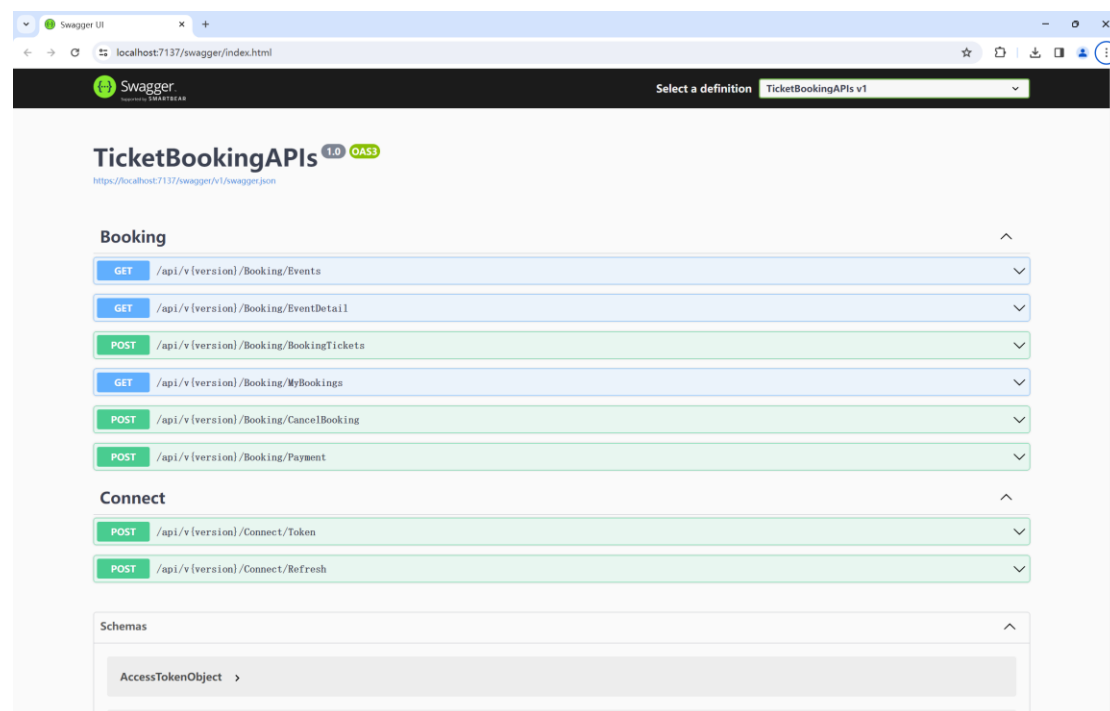 Swagger UI
localhost:7137/swagger/index.html
Swagger.
Supported by SMARTBEAR
Select a definition TicketBookingAPIs v1
TicketBookingAPIs 1.0 OAS3
https://localhost:7137/swagger/v1/swagger.json
Booking
GET /api/v{version}/Booking/Events
GET /api/v{version}/Booking/EventDetail
POST /api/v{version}/Booking/BookingTickets
GET /api/v{version}/Booking/MyBookings
POST /api/v{version}/Booking/CancelBooking
POST /api/v{version}/Booking/Payment
Connect
POST /api/v{version}/Connect/Token
POST /api/v{version}/Connect/Refresh
Schemas
AccessTokenObject